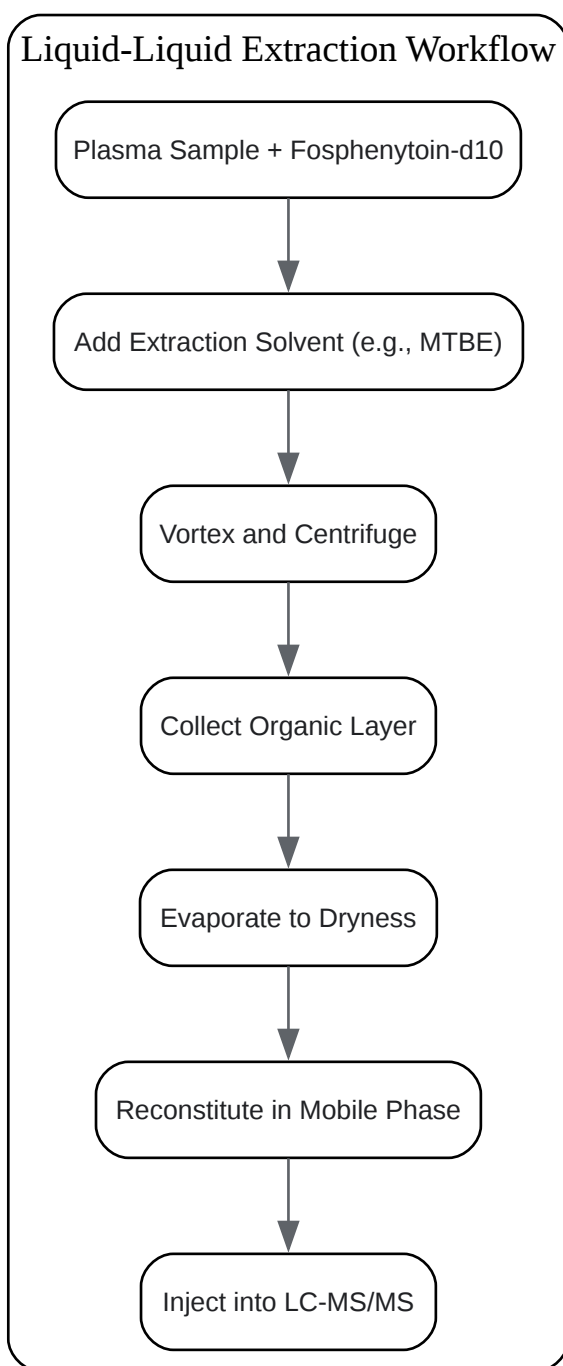 Liquid-Liquid Extraction Workflow
Plasma Sample + Fosphenytoin-d10
Add Extraction Solvent (e.g., MTBE)
Vortex and Centrifuge
Collect Organic Layer
Evaporate to Dryness
Reconstitute in Mobile Phase
Inject into LC-MS/MS